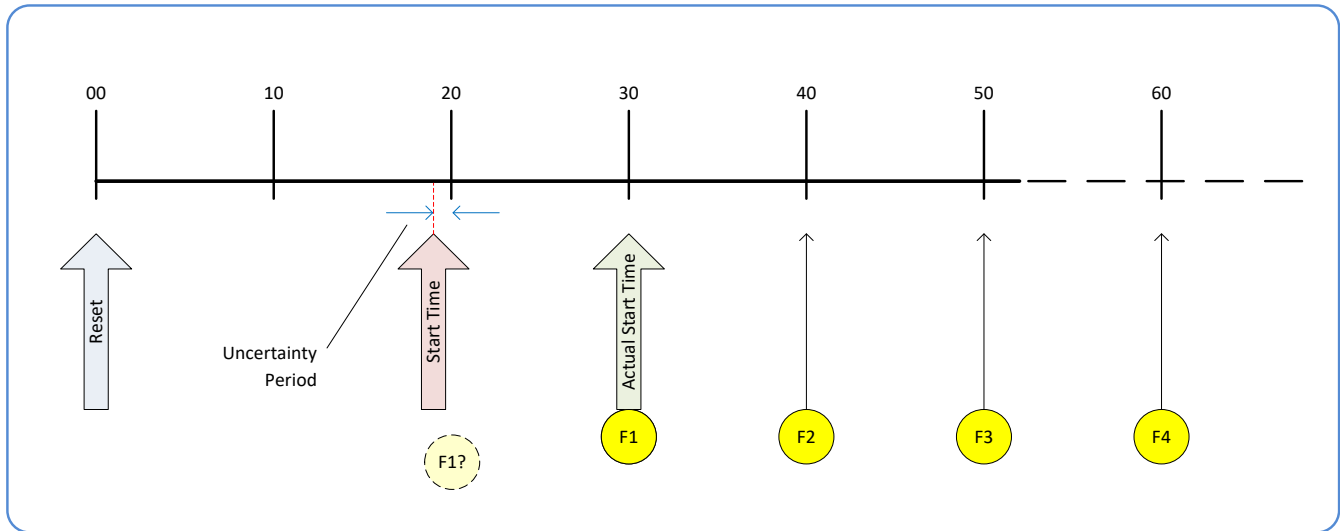 00 10 20 30 40 50 60
Reset
Start Time
Actual Start Time
Uncertainty
Period
F1?
F1
F2
F3
F4